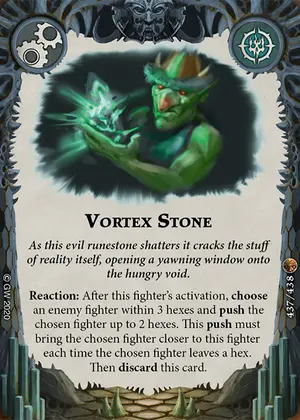 VORTEX STONE
As this evil runestone shatters it cracks the stuff
of reality itself, opening a yawning window onto
the hungry void.
Reaction: After this fighter's activation, choose
an enemy fighter within 3 hexes and push the
chosen fighter up to 2 hexes. This push must
bring the chosen fighter closer to this fighter
each time the chosen fighter leaves a hex.
Then discard this card.
© GW 2020
437/438